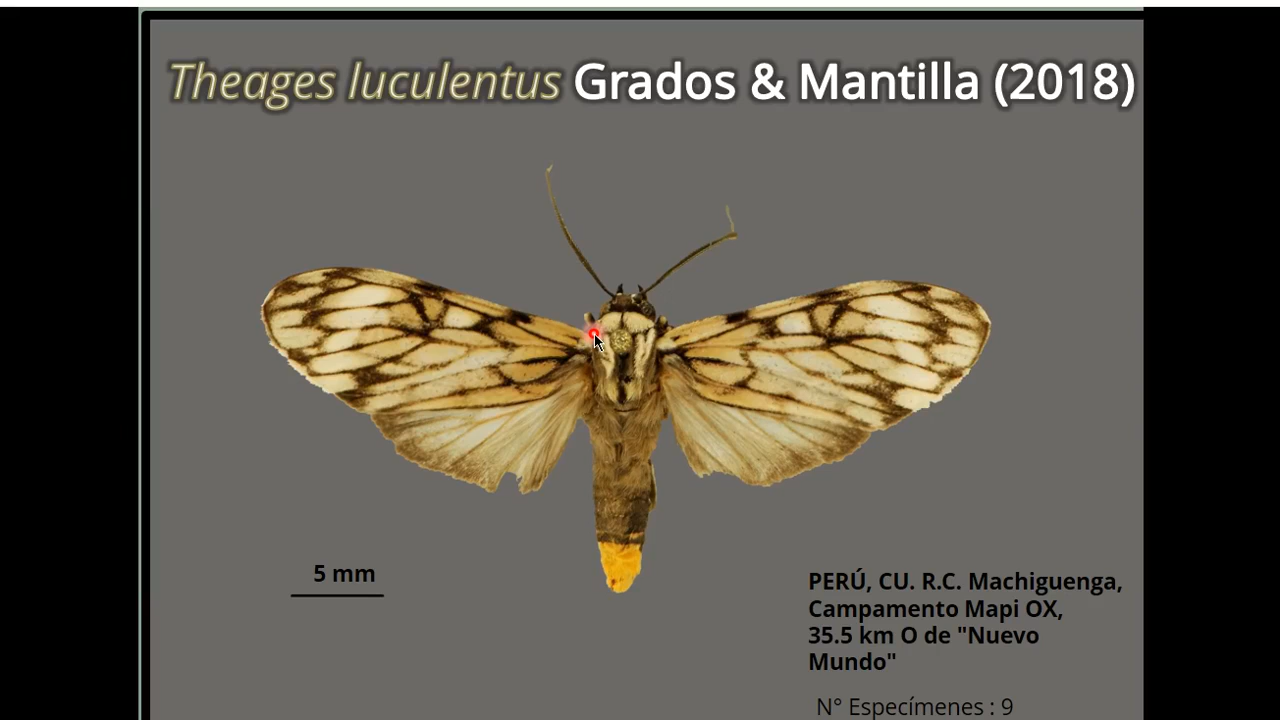 Theages luculentus Grados & Mantilla (2018)
5 mm
PERÚ, CU. R.C. Machiguenga,
Campamento Mapi OX,
35.5 km O de "Nuevo
Mundo"
N° Especímenes : 9